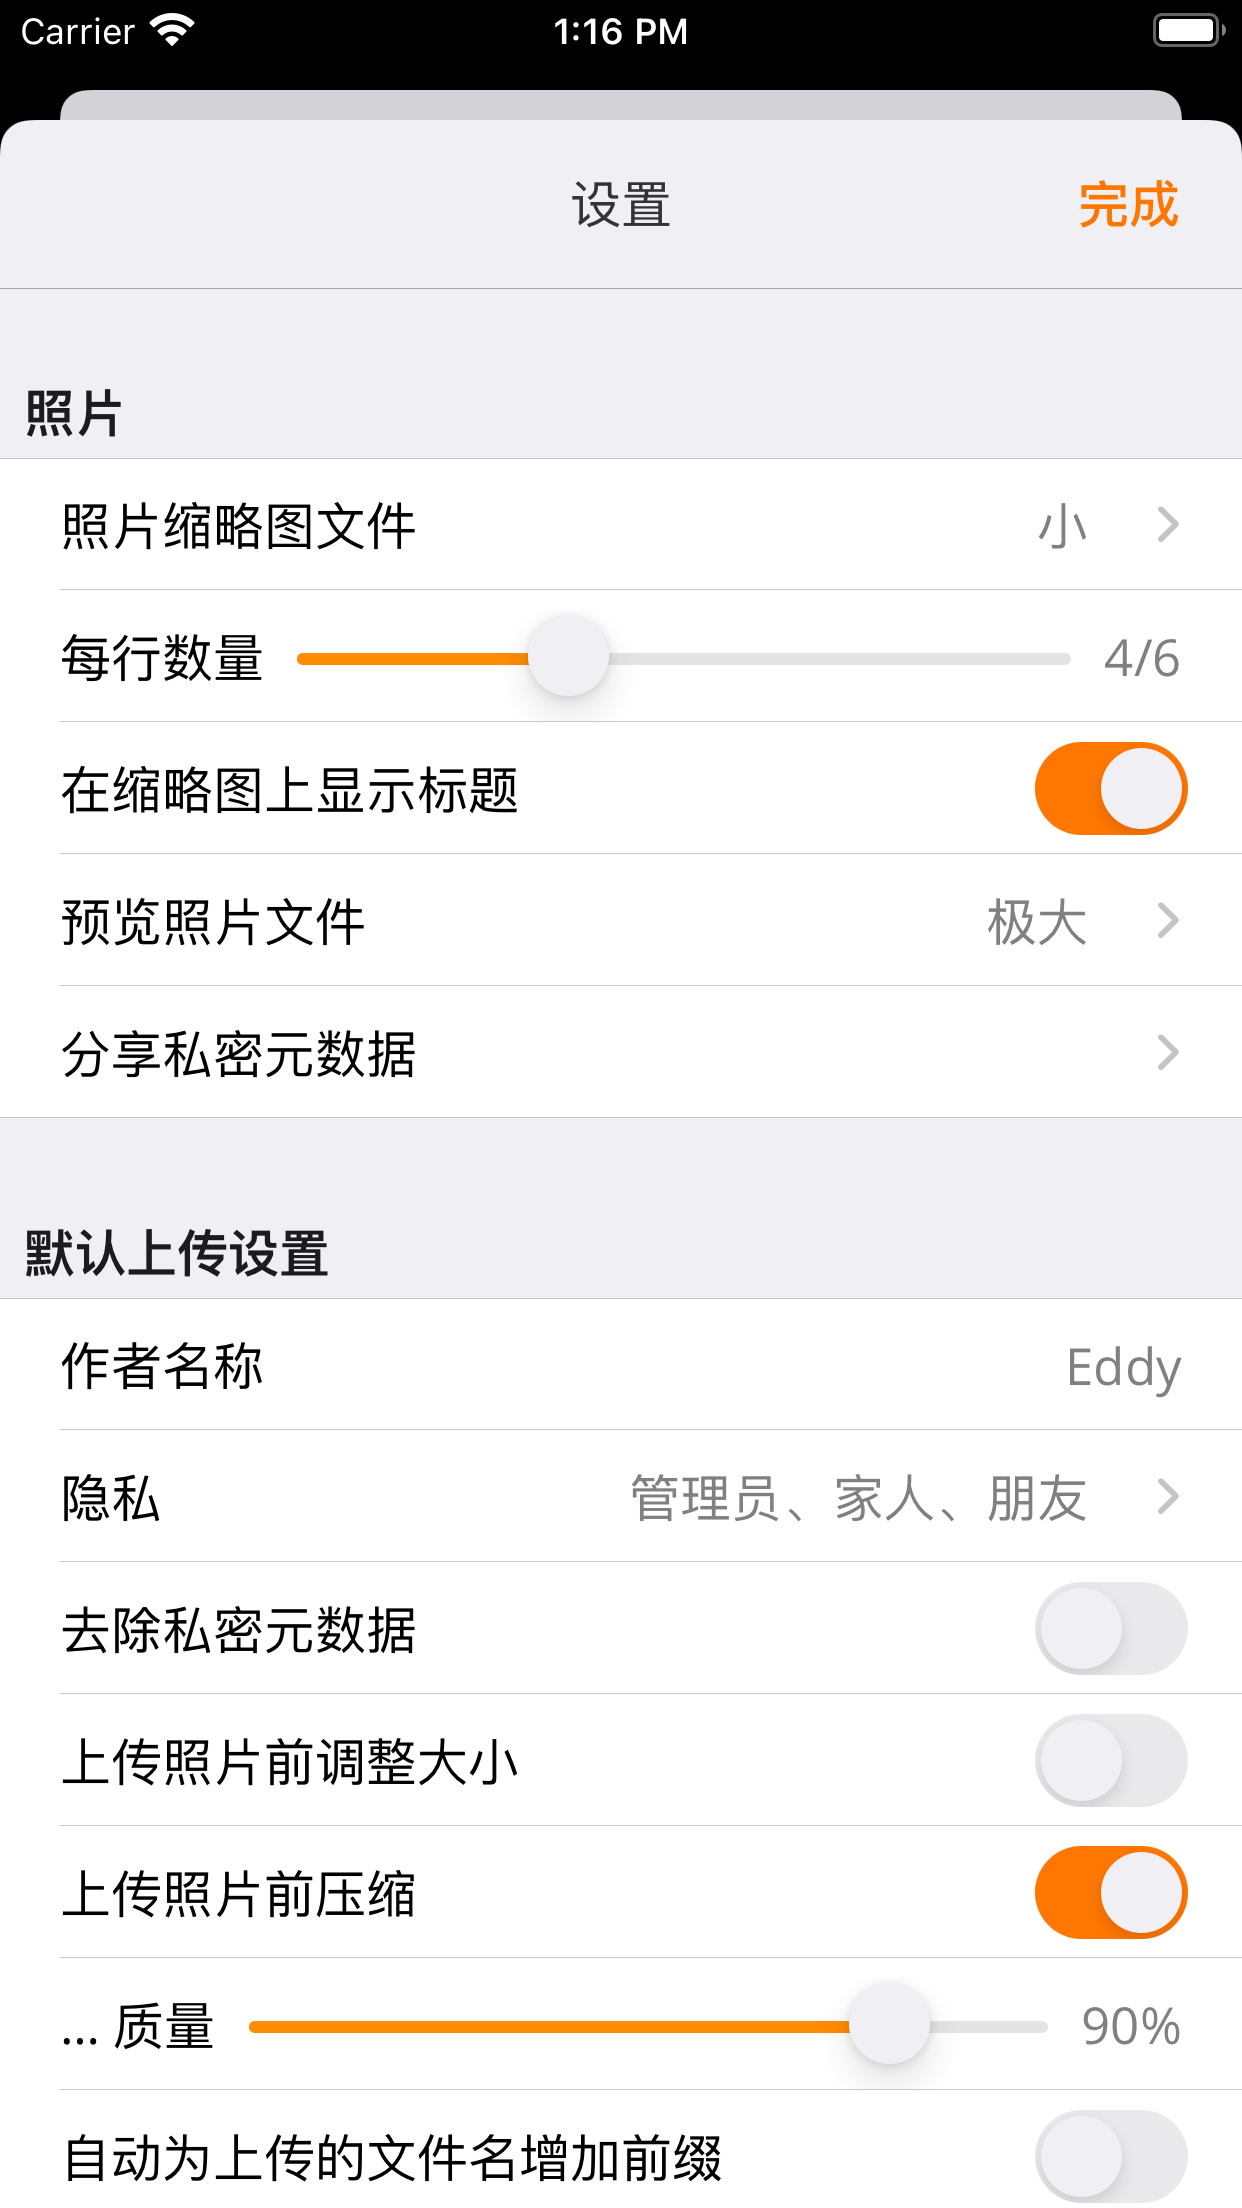 Carrier 1:16 PM
设置 完成
照片
照片缩略图文件 小
每行数量 4/6
在缩略图上显示标题
预览照片文件 极大
分享私密元数据
默认上传设置
作者名称 Eddy
隐私 管理员、家人、朋友
去除私密元数据
上传照片前调整大小
上传照片前压缩
... 质量 90%
自动为上传的文件名增加前缀